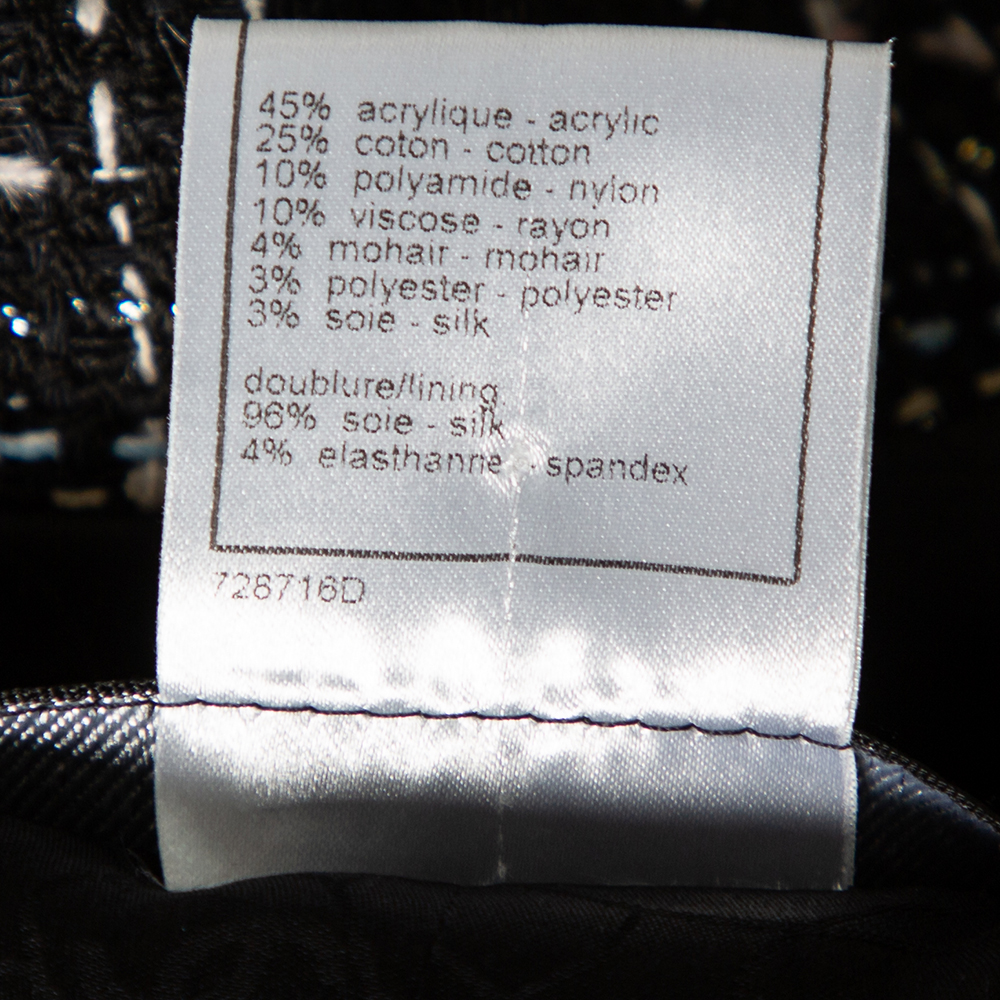 45% acrylique - acrylic
25% coton - cotton
10% polyamide - nylon
10% viscose - rayon
4% mohair - mohair
3% polyester - polyester
3% soie - silk
doublure/lining
96% soie - silk
4% elasthanne - spandex
728716D